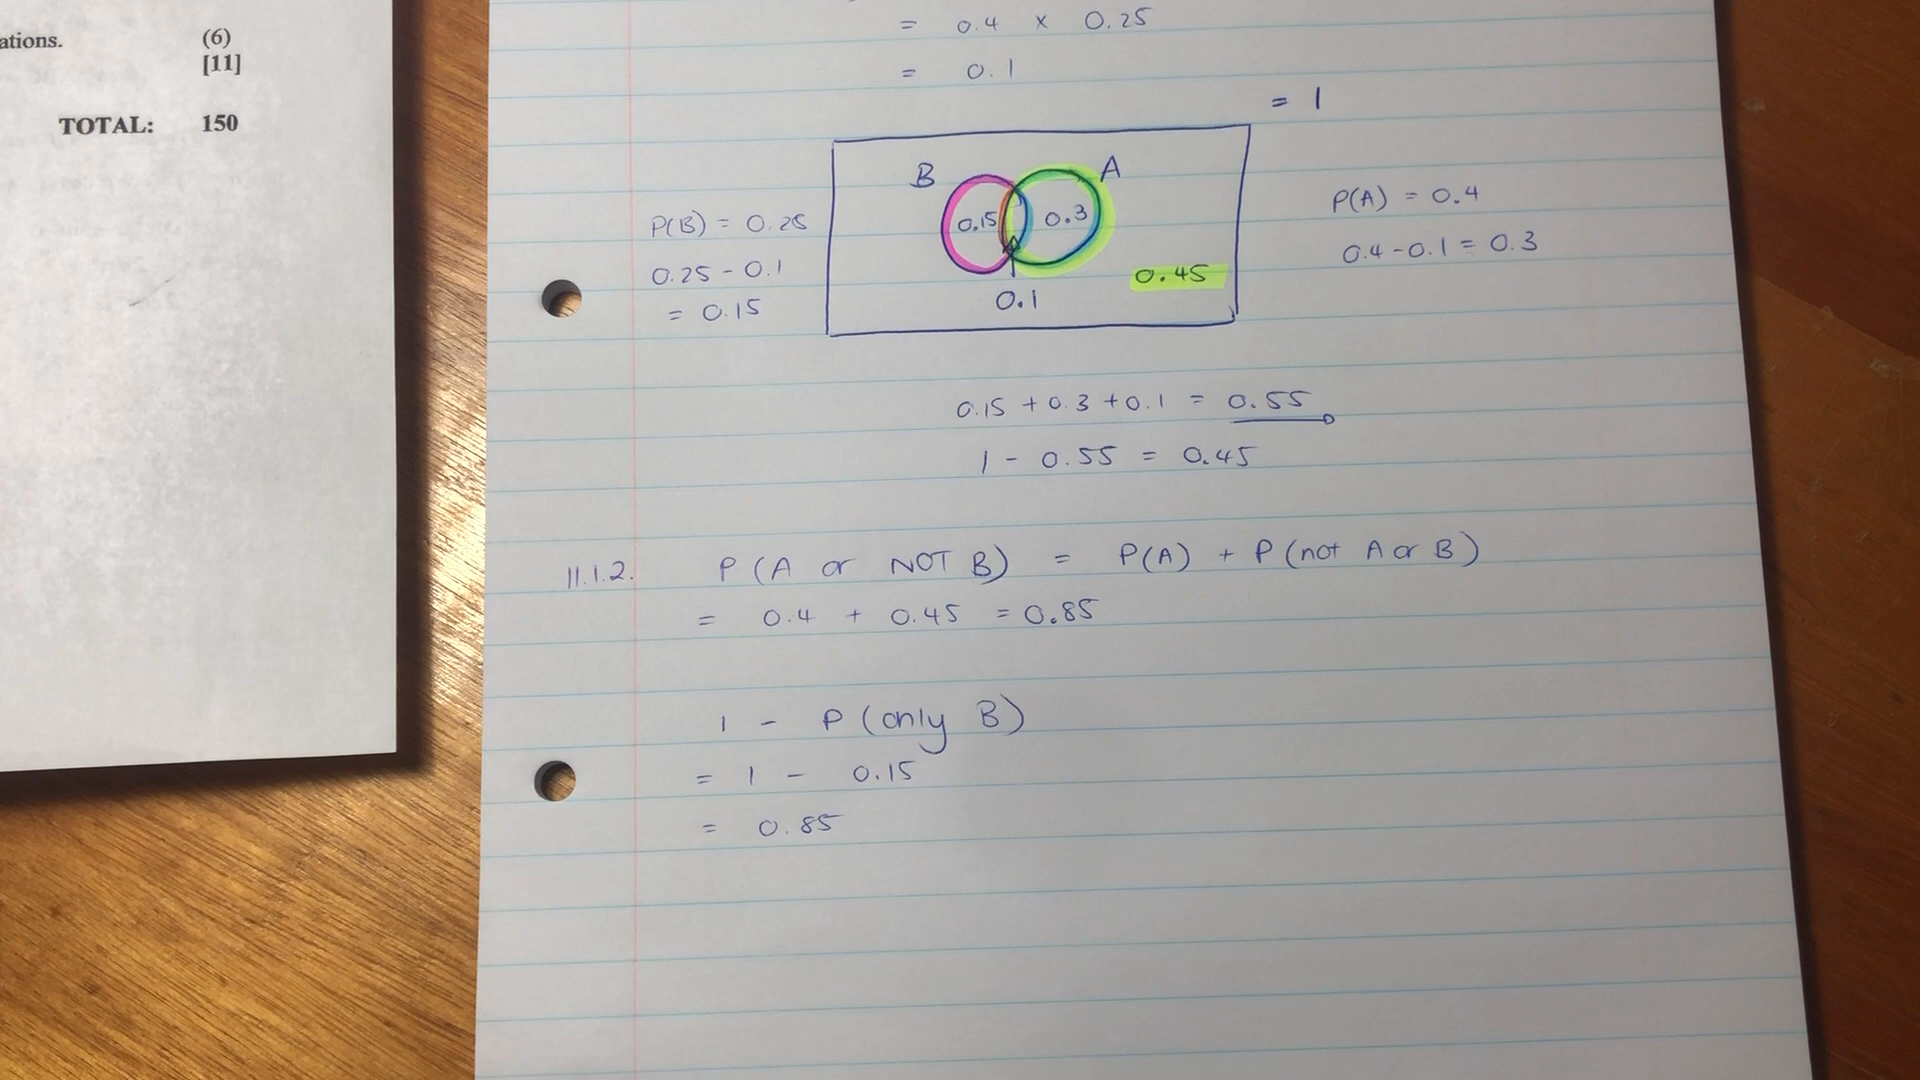 ations. (6)
[11]
TOTAL: 150
= 0.4 x 0.25
= 0.1
= 1
B A
0.15 0.3
0.45
0.1
P(B) = 0.25
0.25 - 0.1
= 0.15
P(A) = 0.4
0.4 - 0.1 = 0.3
0.15 + 0.3 + 0.1 = 0.55
1 - 0.55 = 0.45
11.1.2. P (A or NOT B) = P(A) + P (not A or B)
= 0.4 + 0.45 = 0.85
1 - P (only B)
= 1 - 0.15
= 0.85